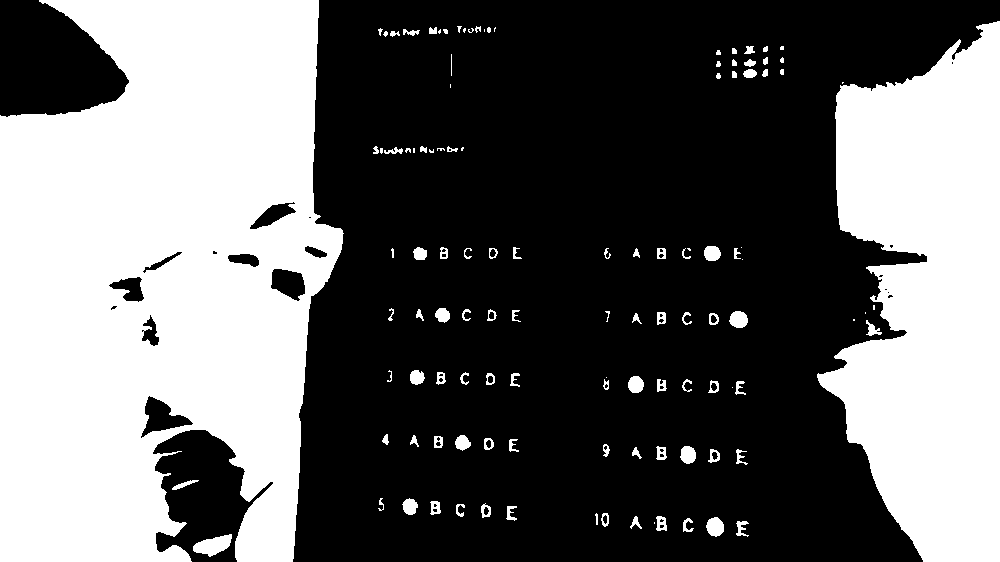 Teacher Mrs Trottier
Student Number
1 B C D E
2 A C D E
3 B C D E
4 A B D E
5 B C D E
6 A B C E
7 A B C D
8 B C D E
9 A B D E
10 A B C E